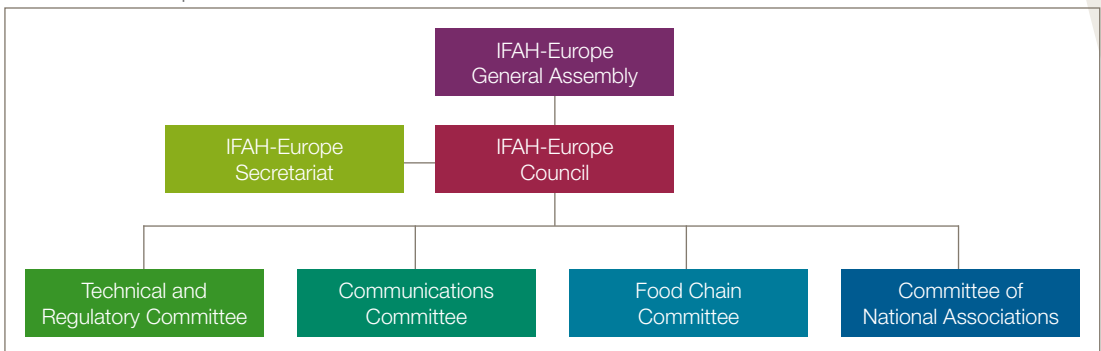 IFAH-Europe
General Assembly
IFAH-Europe
Secretariat
IFAH-Europe
Council
Technical and
Regulatory Committee
Communications
Committee
Food Chain
Committee
Committee of
National Associations